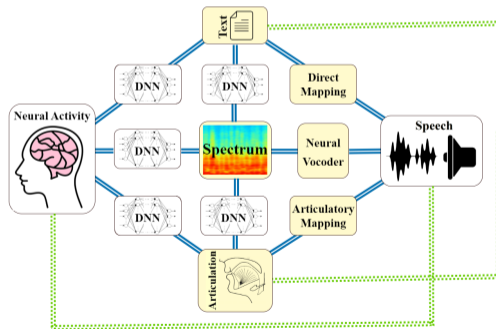 Text
DNN
DNN
Direct
Mapping
Neural Activity
DNN
Spectrum
Neural
Vocoder
Speech
DNN
DNN
Articulatory
Mapping
Articulation